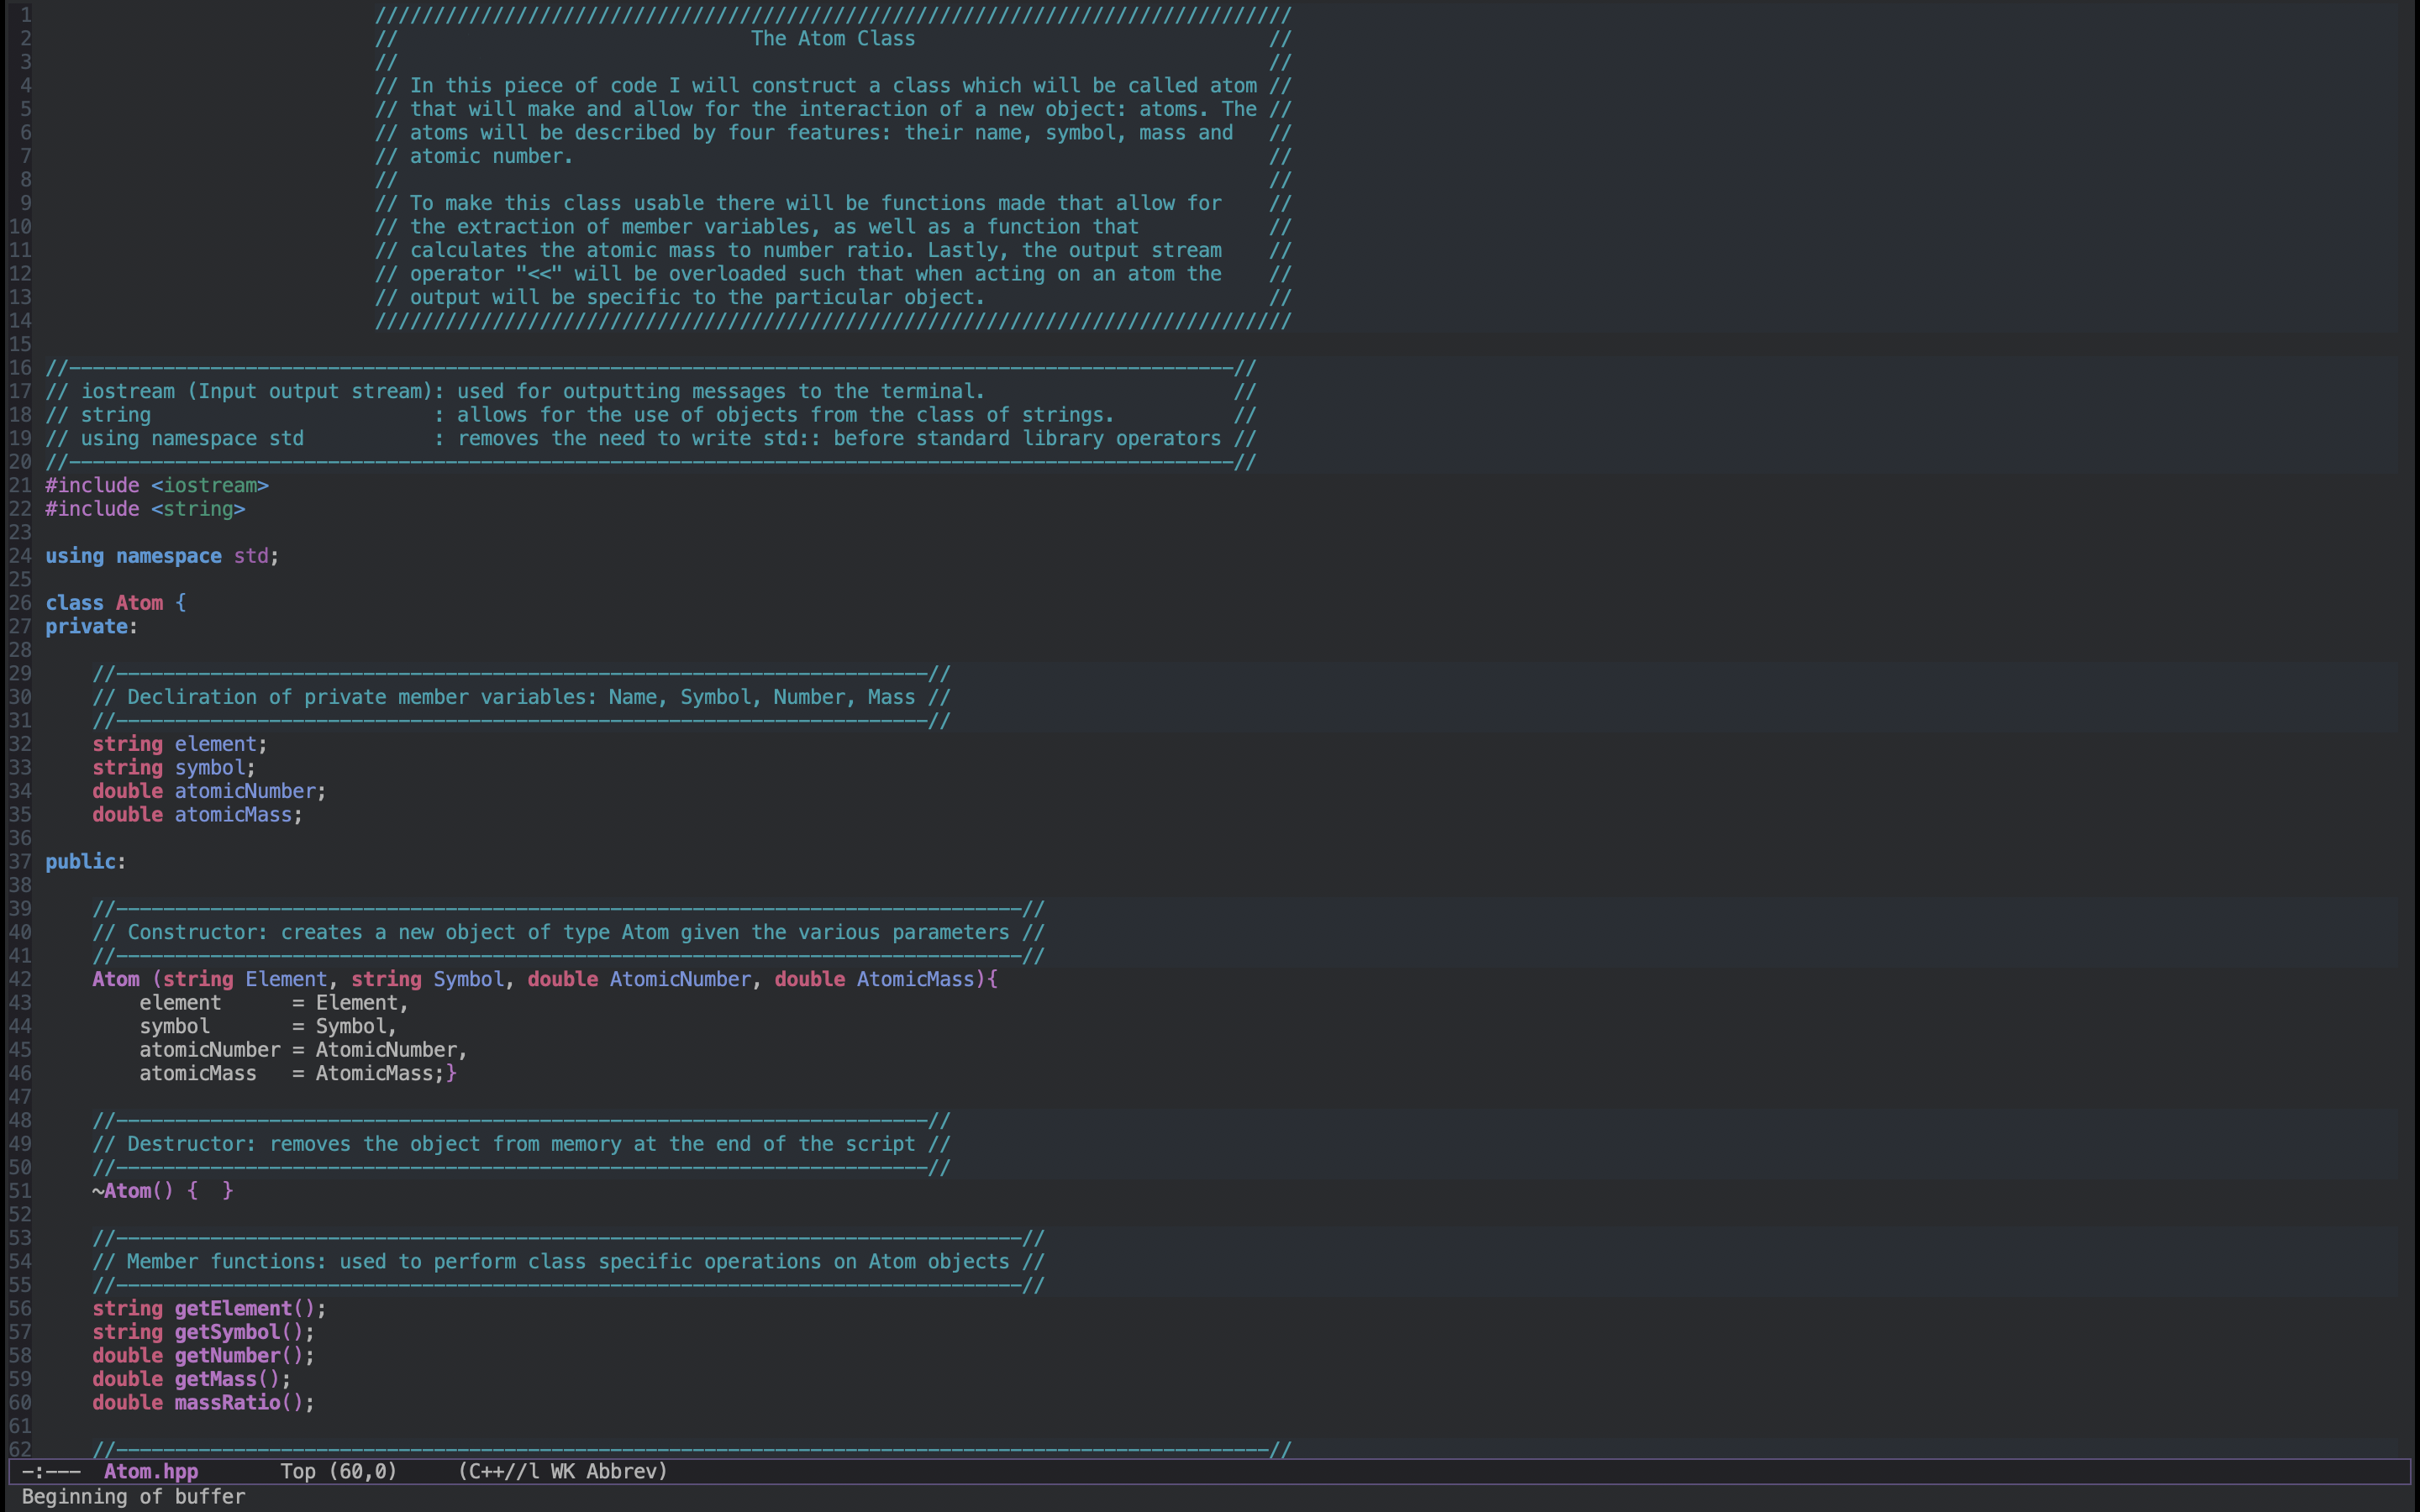 1 //////////////////////////////////////////////////////////////////////////////
2 // The Atom Class //
3 // //
4 // In this piece of code I will construct a class which will be called atom //
5 // that will make and allow for the interaction of a new object: atoms. The //
6 // atoms will be described by four features: their name, symbol, mass and //
7 // atomic number. //
8 // //
9 // To make this class usable there will be functions made that allow for //
10 // the extraction of member variables, as well as a function that //
11 // calculates the atomic mass to number ratio. Lastly, the output stream //
12 // operator "<<" will be overloaded such that when acting on an atom the //
13 // output will be specific to the particular object. //
14 //////////////////////////////////////////////////////////////////////////////
15
16 //---------------------------------------------------------------------------------------------------//
17 // iostream (Input output stream): used for outputting messages to the terminal. //
18 // string : allows for the use of objects from the class of strings. //
19 // using namespace std : removes the need to write std:: before standard library operators //
20 //---------------------------------------------------------------------------------------------------//
21 #include <iostream>
22 #include <string>
23
24 using namespace std;
25
26 class Atom {
27 private:
28
29 //---------------------------------------------------------------------//
30 // Decliration of private member variables: Name, Symbol, Number, Mass //
31 //---------------------------------------------------------------------//
32 string element;
33 string symbol;
34 double atomicNumber;
35 double atomicMass;
36
37 public:
38
39 //-----------------------------------------------------------------------------//
40 // Constructor: creates a new object of type Atom given the various parameters //
41 //-----------------------------------------------------------------------------//
42 Atom (string Element, string Symbol, double AtomicNumber, double AtomicMass){
43 element = Element,
44 symbol = Symbol,
45 atomicNumber = AtomicNumber,
46 atomicMass = AtomicMass;}
47
48 //---------------------------------------------------------------------//
49 // Destructor: removes the object from memory at the end of the script //
50 //---------------------------------------------------------------------//
51 ~Atom() { }
52
53 //-----------------------------------------------------------------------------//
54 // Member functions: used to perform class specific operations on Atom objects //
55 //-----------------------------------------------------------------------------//
56 string getElement();
57 string getSymbol();
58 double getNumber();
59 double getMass();
60 double massRatio();
61
62 //--------------------------------------------------------------------------------------------------//
-:--- Atom.hpp Top (60,0) (C++//l WK Abbrev)
Beginning of buffer